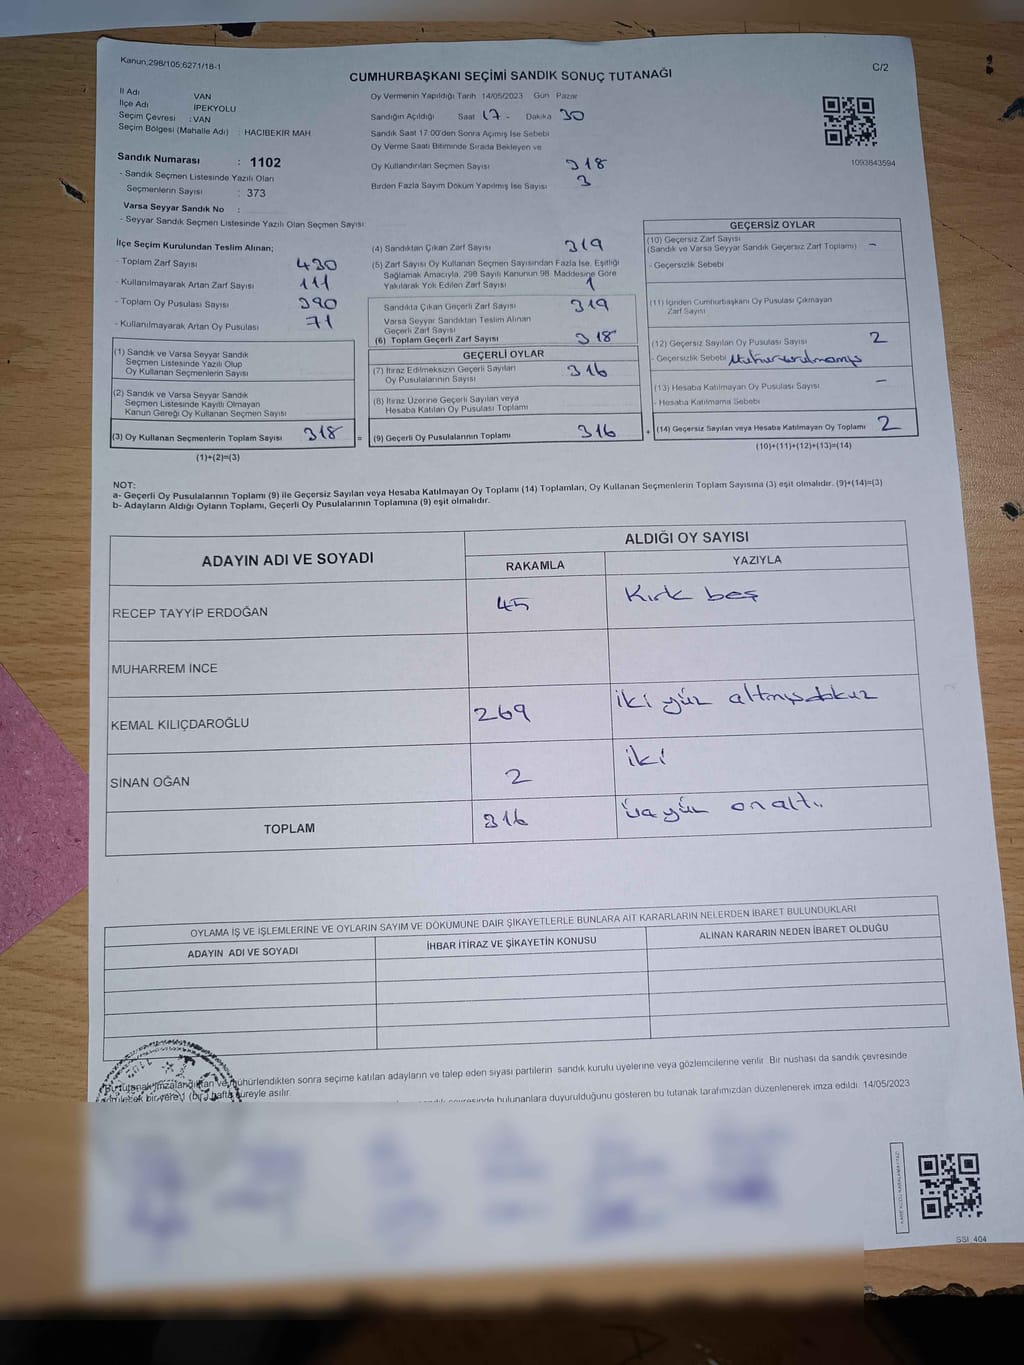 Kanun;298/105;6271/18-1
C/2
CUMHURBAŞKANI SEÇİMİ SANDIK SONUÇ TUTANAĞI
İl Adı VAN
İlçe Adı İPEKYOLU
Seçim Çevresi : VAN
Seçim Bölgesi (Mahalle Adı) : HACIBEKİR MAH
Sandık Numarası : 1102
- Sandık Seçmen Listesinde Yazılı Olan
Seçmenlerin Sayısı : 373
Varsa Seyyar Sandık No :
- Seyyar Sandık Seçmen Listesinde Yazılı Olan Seçmen Sayısı:
Oy Vermenin Yapıldığı Tarih 14/05/2023 Gün Pazar
Sandığın Açıldığı Saat 17 - Dakika 30
Sandık Saat 17:00'den Sonra Açılmış İse Sebebi
Oy Verme Saati Bitiminde Sırada Bekleyen ve
Oy Kullandırılan Seçmen Sayısı 318
Birden Fazla Sayım Döküm Yapılmış İse Sayısı 3
1093843594
İlçe Seçim Kurulundan Teslim Alınan;
- Toplam Zarf Sayısı 430
- Kullanılmayarak Artan Zarf Sayısı 111
- Toplam Oy Pusulası Sayısı 390
- Kullanılmayarak Artan Oy Pusulası 71
(1) Sandık ve Varsa Seyyar Sandık
Seçmen Listesinde Yazılı Olup
Oy Kullanan Seçmenlerin Sayısı
(2) Sandık ve Varsa Seyyar Sandık
Seçmen Listesinde Kayıtlı Olmayan
Kanun Gereği Oy Kullanan Seçmen Sayısı
(3) Oy Kullanan Seçmenlerin Toplam Sayısı 318 =
(1)+(2)=(3)
(4) Sandıktan Çıkan Zarf Sayısı 319
(5) Zarf Sayısı Oy Kullanan Seçmen Sayısından Fazla İse, Eşitliği
Sağlamak Amacıyla, 298 Sayılı Kanunun 98. Maddesine Göre
Yakılarak Yok Edilen Zarf Sayısı 1
Sandıkta Çıkan Geçerli Zarf Sayısı 319
Varsa Seyyar Sandıktan Teslim Alınan
Geçerli Zarf Sayısı
(6) Toplam Geçerli Zarf Sayısı 318
GEÇERLİ OYLAR
(7) İtiraz Edilmeksizin Geçerli Sayılan
Oy Pusulalarının Sayısı 316
(8) İtiraz Üzerine Geçerli Sayılan veya
Hesaba Katılan Oy Pusulası Toplamı
(9) Geçerli Oy Pusulalarının Toplamı 316 +
GEÇERSİZ OYLAR
(10) Geçersiz Zarf Sayısı
(Sandık ve Varsa Seyyar Sandık Geçersiz Zarf Toplamı) -
- Geçersizlik Sebebi
(11) İçinden Cumhurbaşkanı Oy Pusulası Çıkmayan
Zarf Sayısı
(12) Geçersiz Sayılan Oy Pusulası Sayısı 2
- Geçersizlik Sebebi
(13) Hesaba Katılmayan Oy Pusulası Sayısı -
- Hesaba Katılmama Sebebi
(14) Geçersiz Sayılan veya Hesaba Katılmayan Oy Toplamı 2
(10)+(11)+(12)+(13)=(14)
NOT:
a- Geçerli Oy Pusulalarının Toplamı (9) ile Geçersiz Sayılan veya Hesaba Katılmayan Oy Toplamı (14) Toplamları, Oy Kullanan Seçmenlerin Toplam Sayısına (3) eşit olmalıdır. (9)+(14)=(3)
b- Adayların Aldığı Oyların Toplamı, Geçerli Oy Pusulalarının Toplamına (9) eşit olmalıdır.
ADAYIN ADI VE SOYADI
ALDIĞI OY SAYISI
RAKAMLA YAZIYLA
RECEP TAYYİP ERDOĞAN 45 Kırk beş
MUHARREM İNCE
KEMAL KILIÇDAROĞLU 269 iki yüz altmışdokuz
SİNAN OĞAN 2 iki
TOPLAM 316 üçyüz onaltı
OYLAMA İŞ VE İŞLEMLERİNE VE OYLARIN SAYIM VE DÖKÜMÜNE DAİR ŞİKAYETLERLE BUNLARA AİT KARARLARIN NELERDEN İBARET BULUNDUKLARI
ADAYIN ADI VE SOYADI İHBAR İTİRAZ VE ŞİKAYETİN KONUSU ALINAN KARARIN NEDEN İBARET OLDUĞU
Bu tutanak imzalandıktan ve mühürlendikten sonra seçime katılan adayların ve talep eden siyasi partilerin sandık kurulu üyelerine veya gözlemcilerine verilir. Bir nüshası da sandık çevresinde
bir yere 1 (bir) hafta süreyle asılır.
bulunanlara duyurulduğunu gösteren bu tutanak tarafımızdan düzenlenerek imza edildi. 14/05/2023
SSİ_404